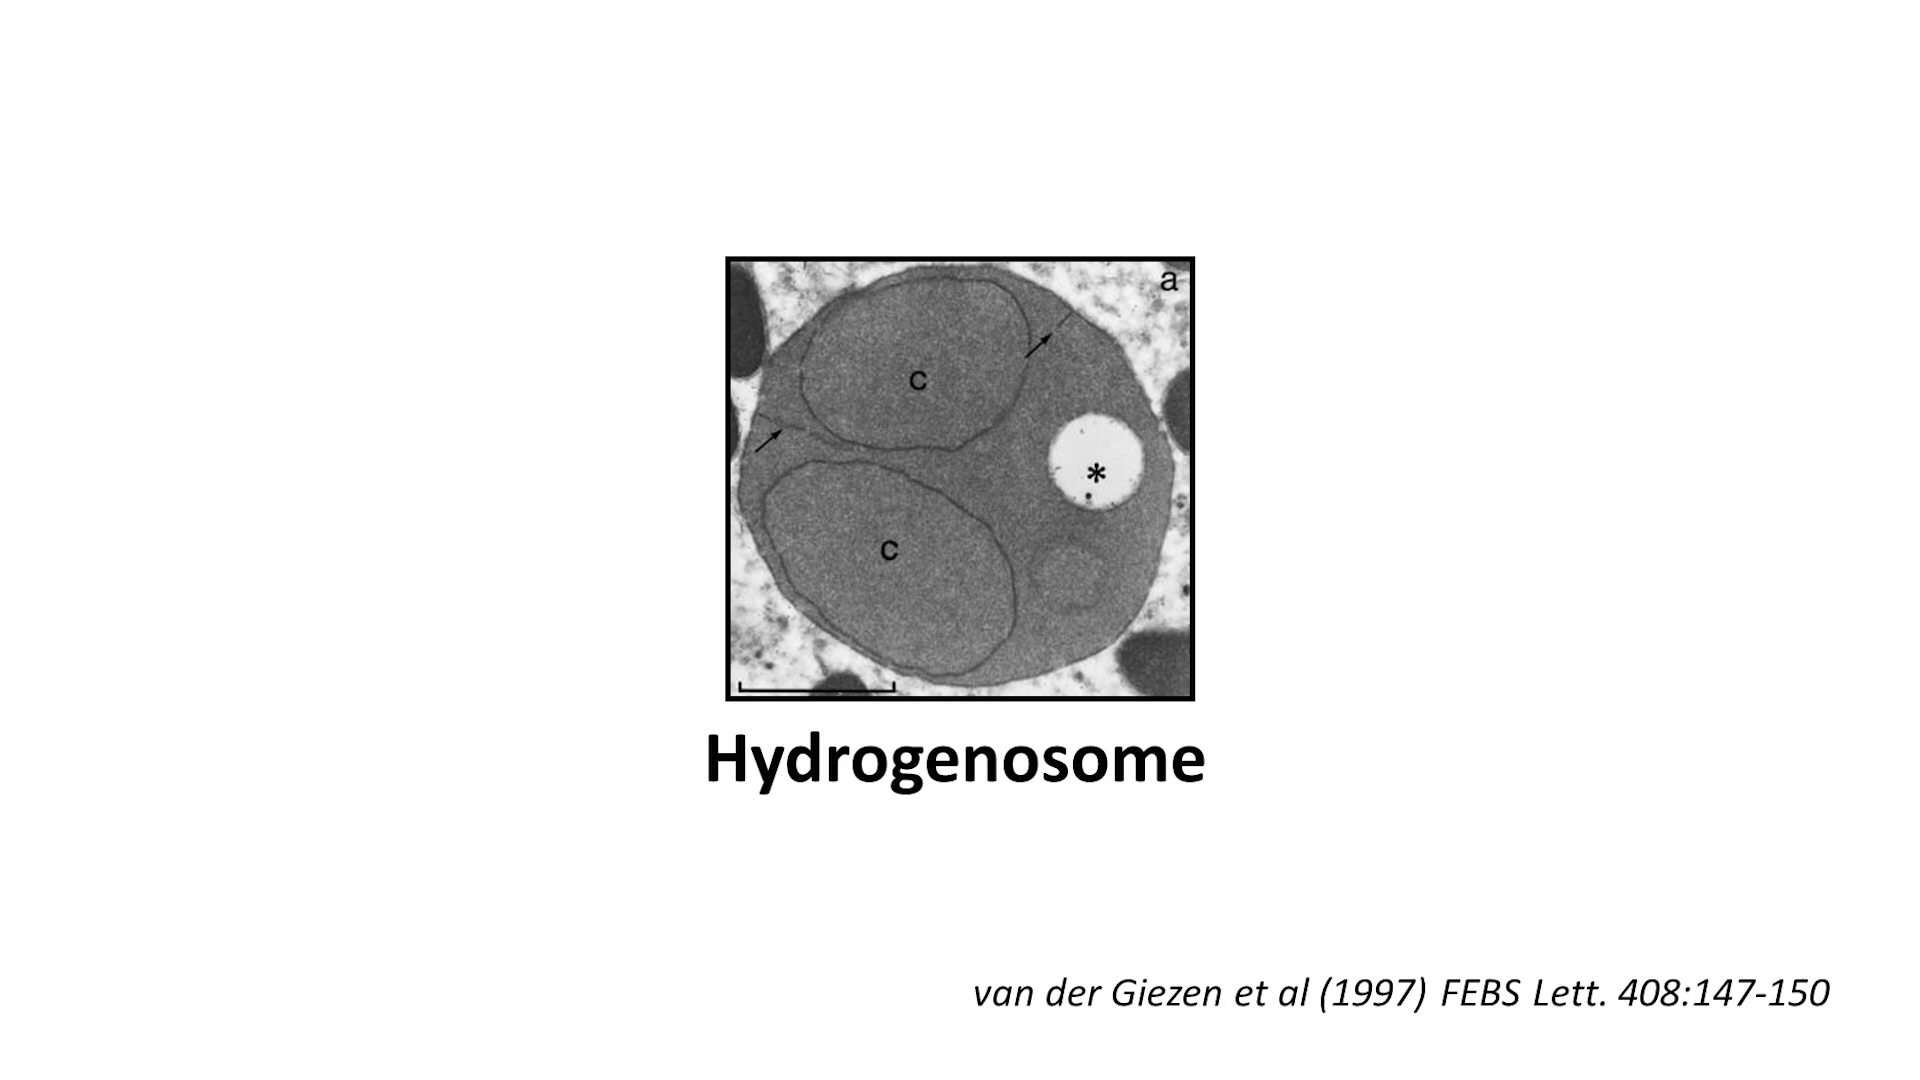 a
c
*
c
Hydrogenosome
van der Giezen et al (1997) FEBS Lett. 408:147-150